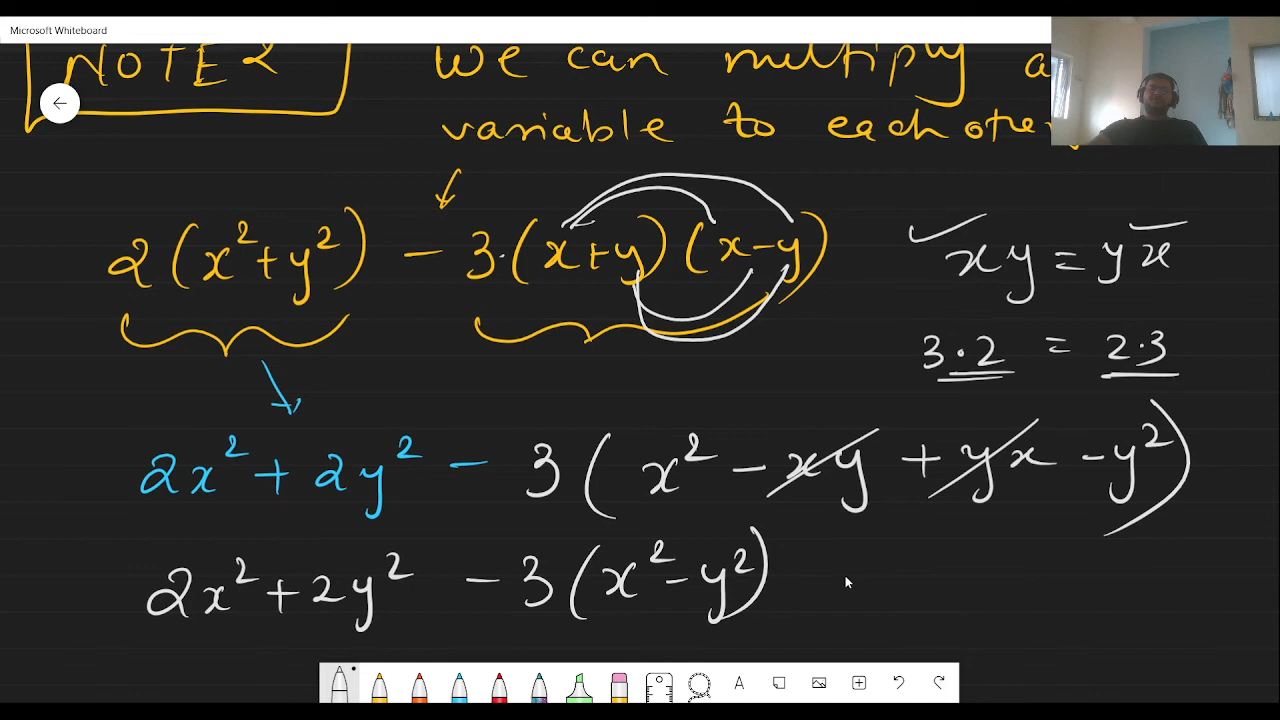 Microsoft Whiteboard
NOTE 2
We can multiply
variable to each other
2(x²+y²) - 3·(x+y)(x-y)
xy = yx
3·2 = 2·3
2x² + 2y² - 3(x² - xy + yx - y²)
2x² + 2y² - 3(x² - y²)
A